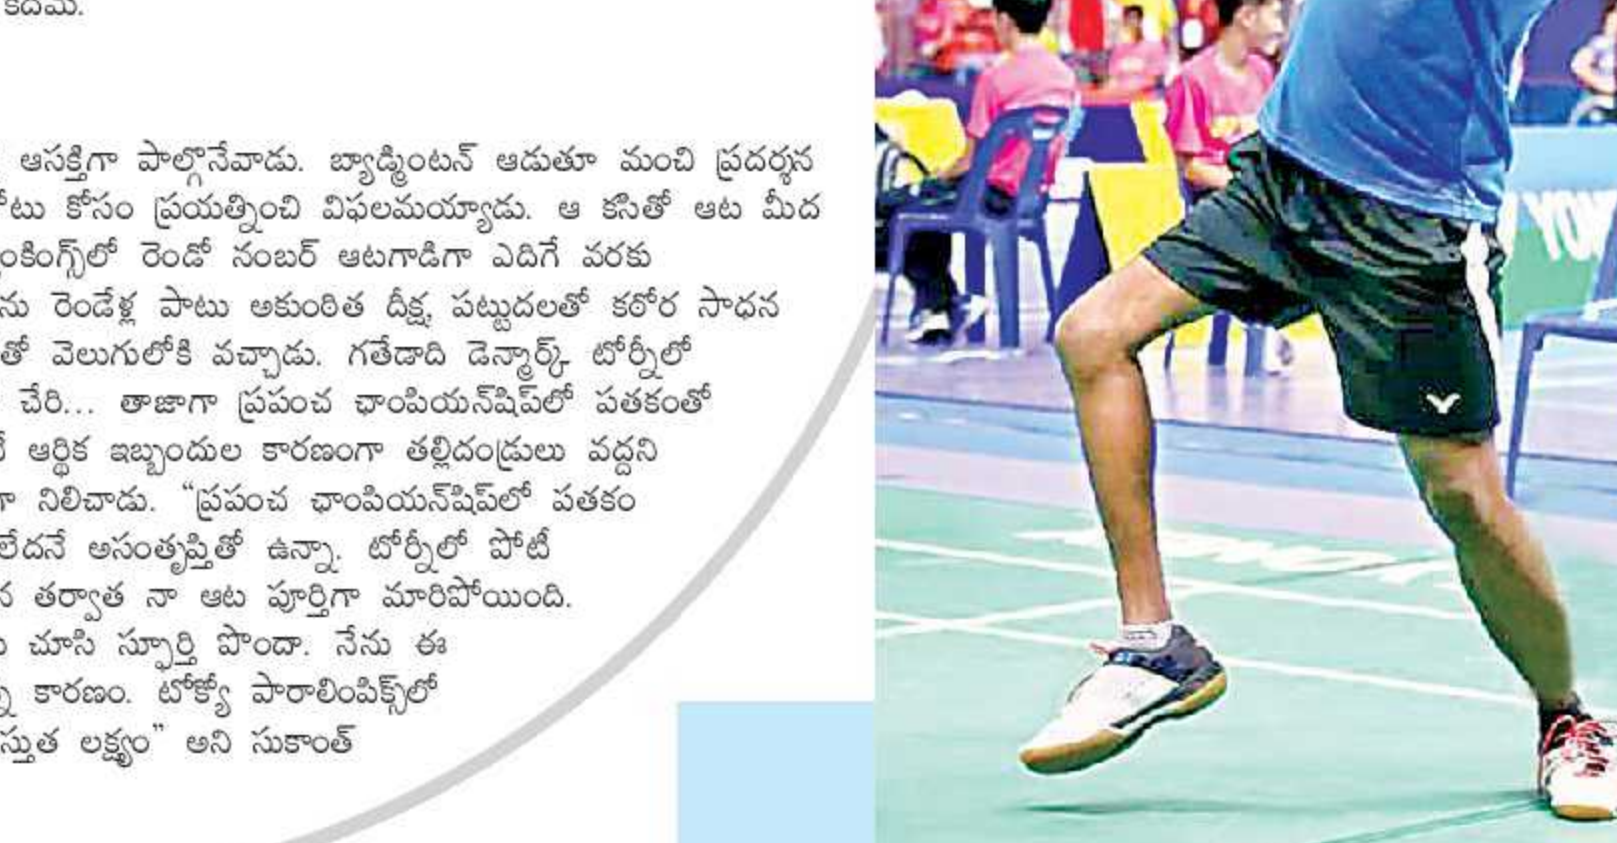 కదమ.
ఆసక్తిగా పాల్గొనేవాడు. బ్యాడ్మింటన్ ఆడుతూ మంచి ప్రదర్శన
కోసం ప్రయత్నించి విఫలమయ్యాడు. ఆ కసితో ఆట మీద
రెండో నంబర్ ఆటగాడిగా ఎదిగే వరకు
రెండేళ్ల పాటు అకుంఠిత దీక్ష, పట్టుదలతో కఠోర సాధన
తో వెలుగులోకి వచ్చాడు. గతేడాది డెన్మార్క్ టోర్నీలో
చేరి... తాజాగా ప్రపంచ ఛాంపియన్‌షిప్‌లో పతకంతో
ఆర్థిక ఇబ్బందుల కారణంగా తల్లిదండ్రులు వద్దని
నిలిచాడు. “ప్రపంచ ఛాంపియన్‌షిప్‌లో పతకం
లేదనే అసంతృప్తితో ఉన్నా. టోర్నీలో పోటీ
తర్వాత నా ఆట పూర్తిగా మారిపోయింది.
చూసి స్ఫూర్తి పొందా. నేను ఈ
కారణం. టోక్యో పారాలింపిక్స్‌లో
లక్ష్యం” అని సుకాంత్